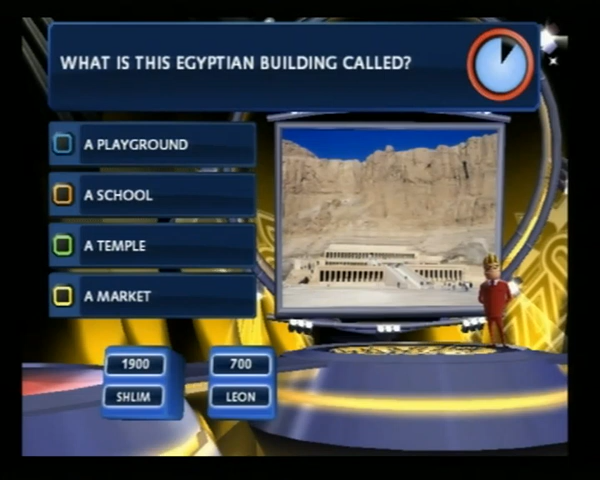 WHAT IS THIS EGYPTIAN BUILDING CALLED?
A PLAYGROUND
A SCHOOL
A TEMPLE
A MARKET
1900
700
SHLIM
LEON